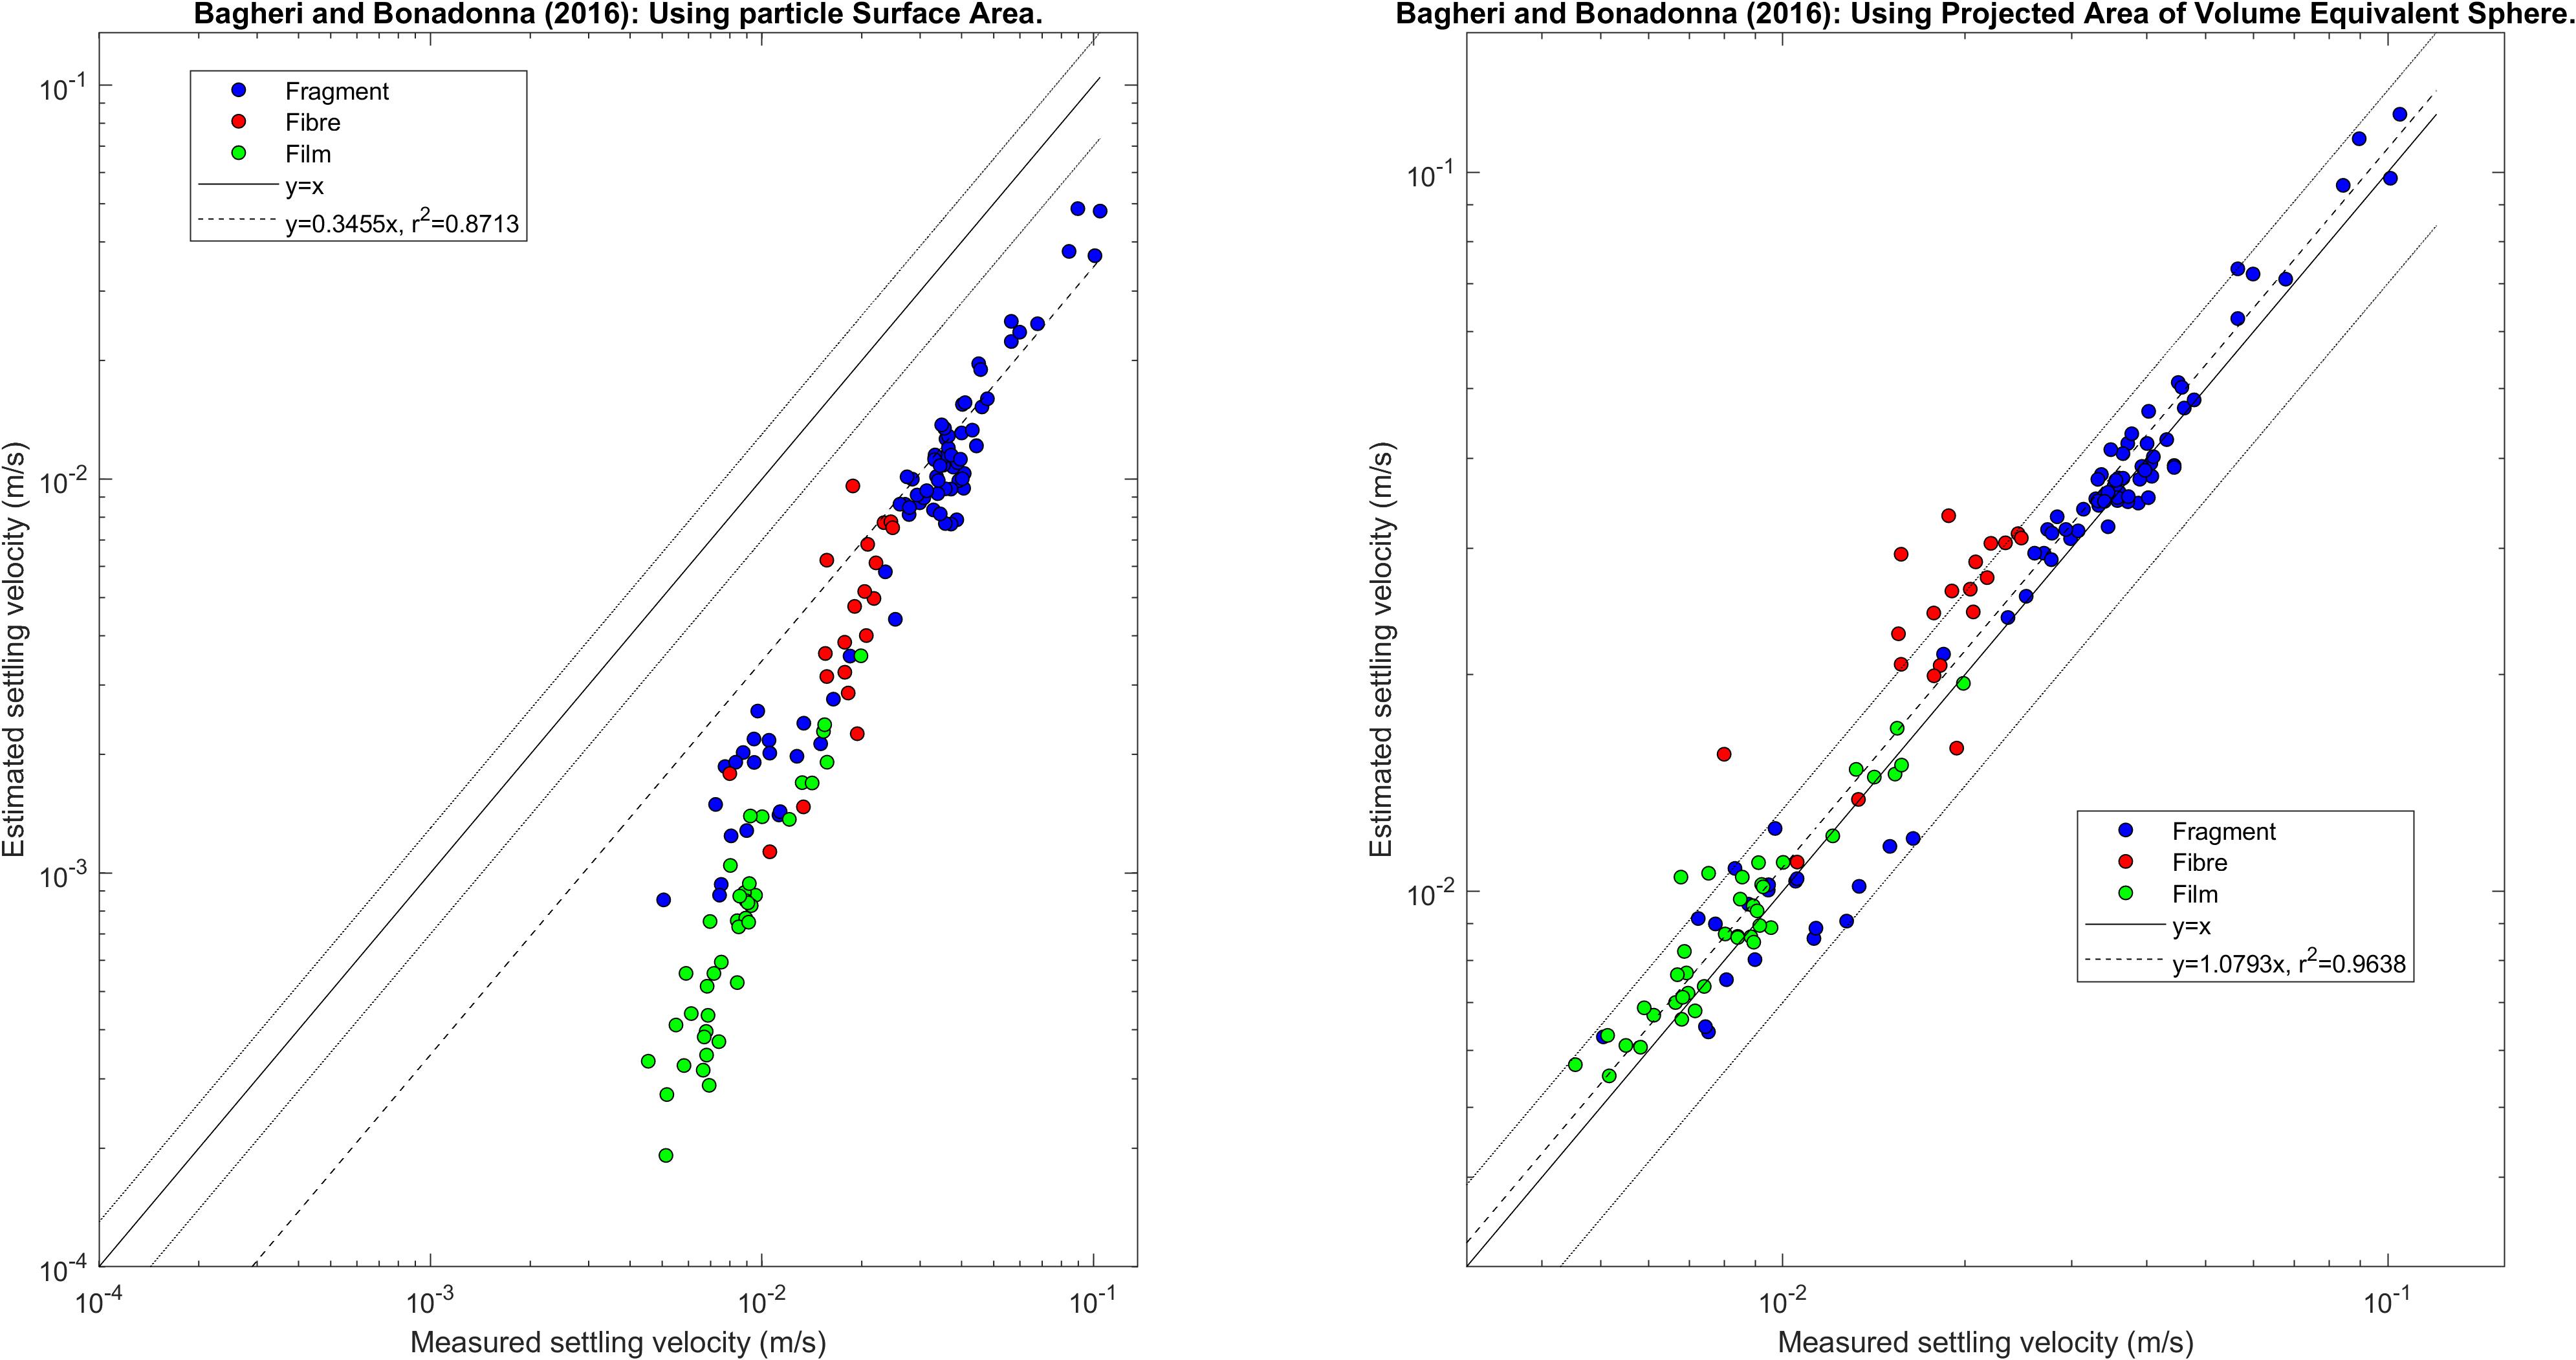 Bagheri and Bonadonna (2016): Using particle Surface Area.
Fragment
Fibre
Film
y=x
y=0.3455x, r²=0.8713
Estimated settling velocity (m/s)
10⁻¹
10⁻²
10⁻³
10⁻⁴
10⁻⁴ 10⁻³ 10⁻² 10⁻¹
Measured settling velocity (m/s)
Bagheri and Bonadonna (2016): Using Projected Area of Volume Equivalent Sphere.
Estimated settling velocity (m/s)
10⁻¹
10⁻²
Fragment
Fibre
Film
y=x
y=1.0793x, r²=0.9638
10⁻² 10⁻¹
Measured settling velocity (m/s)